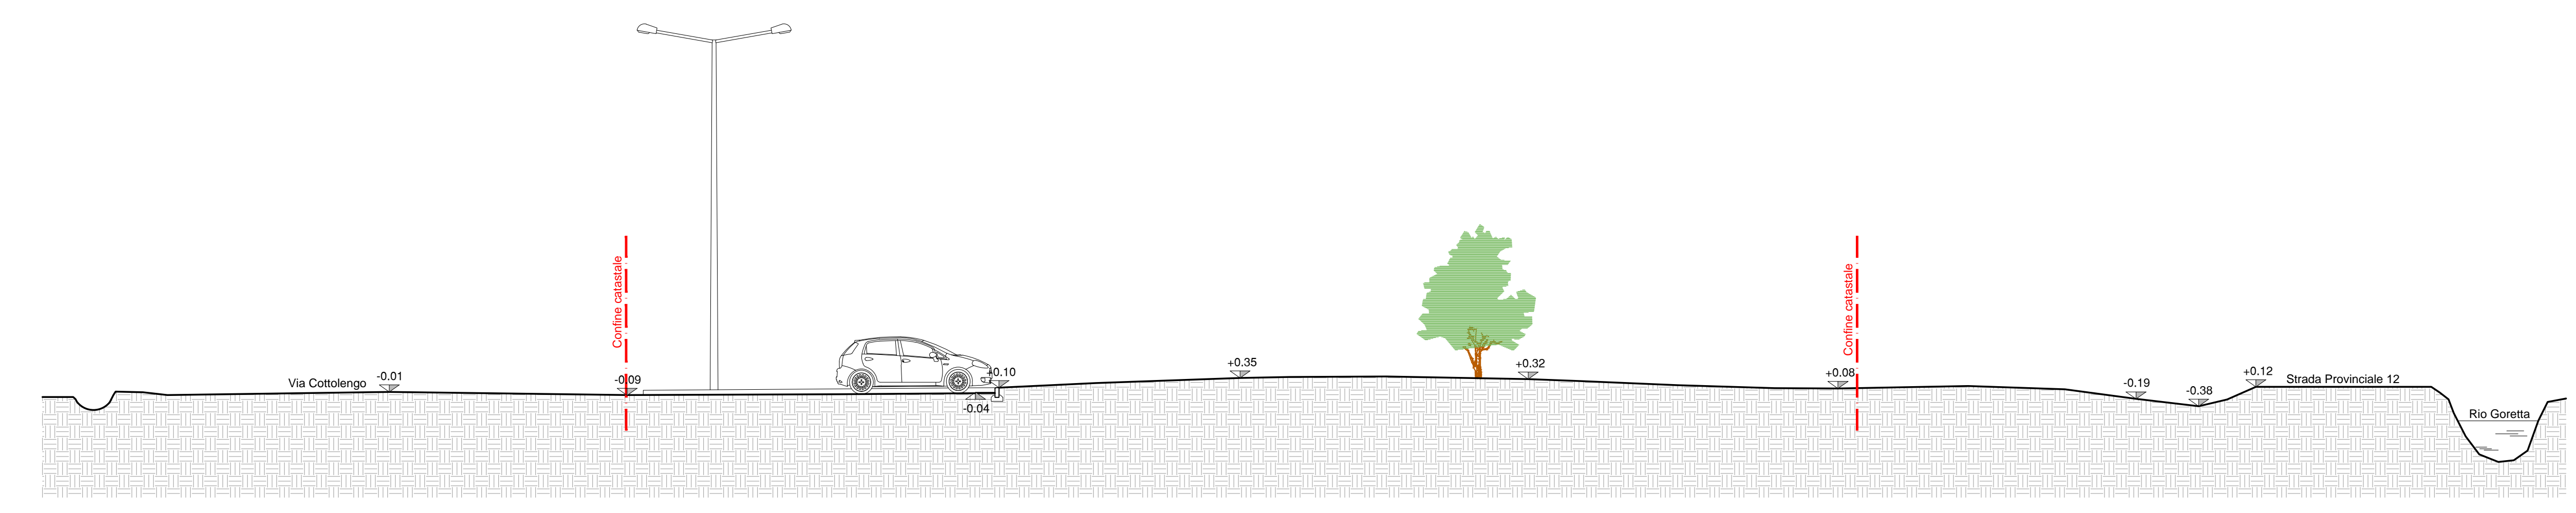 Via Cottolengo
-0.01
Confine catastale
-0.09
-0.04
+0.10
+0.35
+0.32
+0.08
Confine catastale
-0.19
-0.38
+0.12
Strada Provinciale 12
Rio Goretta